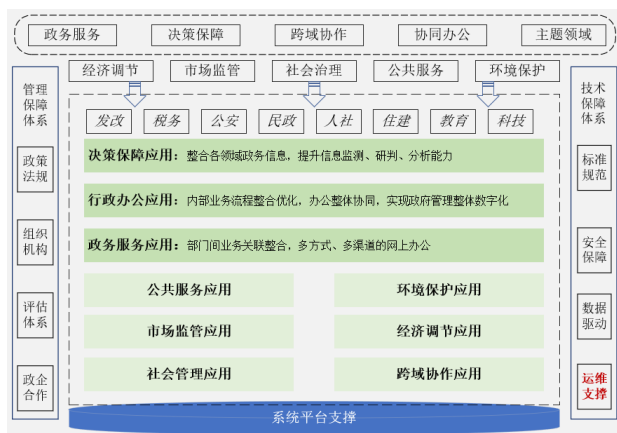 政务服务
决策保障
跨域协作
协同办公
主题领域
经济调节
市场监管
社会治理
公共服务
环境保护
管理
保障
体系
政策
法规
组织
机构
评估
体系
政企
合作
发改
税务
公安
民政
人社
住建
教育
科技
决策保障应用：整合各领域政务信息，提升信息监测、研判、分析能力
行政办公应用：内部业务流程整合优化，办公整体协同，实现政府管理整体数字化
政务服务应用：部门间业务关联整合，多方式、多渠道的网上办公
公共服务应用
环境保护应用
市场监管应用
经济调节应用
社会管理应用
跨域协作应用
系统平台支撑
技术
保障
体系
标准
规范
安全
保障
数据
驱动
运维
支撑